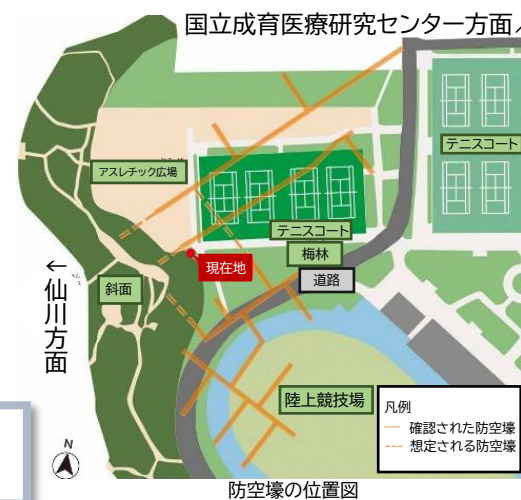 国立成育医療研究センター方面
テニスコート
アスレチック広場
テニスコート
梅林
現在地
道路
←仙川方面
斜面
陸上競技場
凡例
確認された防空壕
想定される防空壕
N
防空壕の位置図